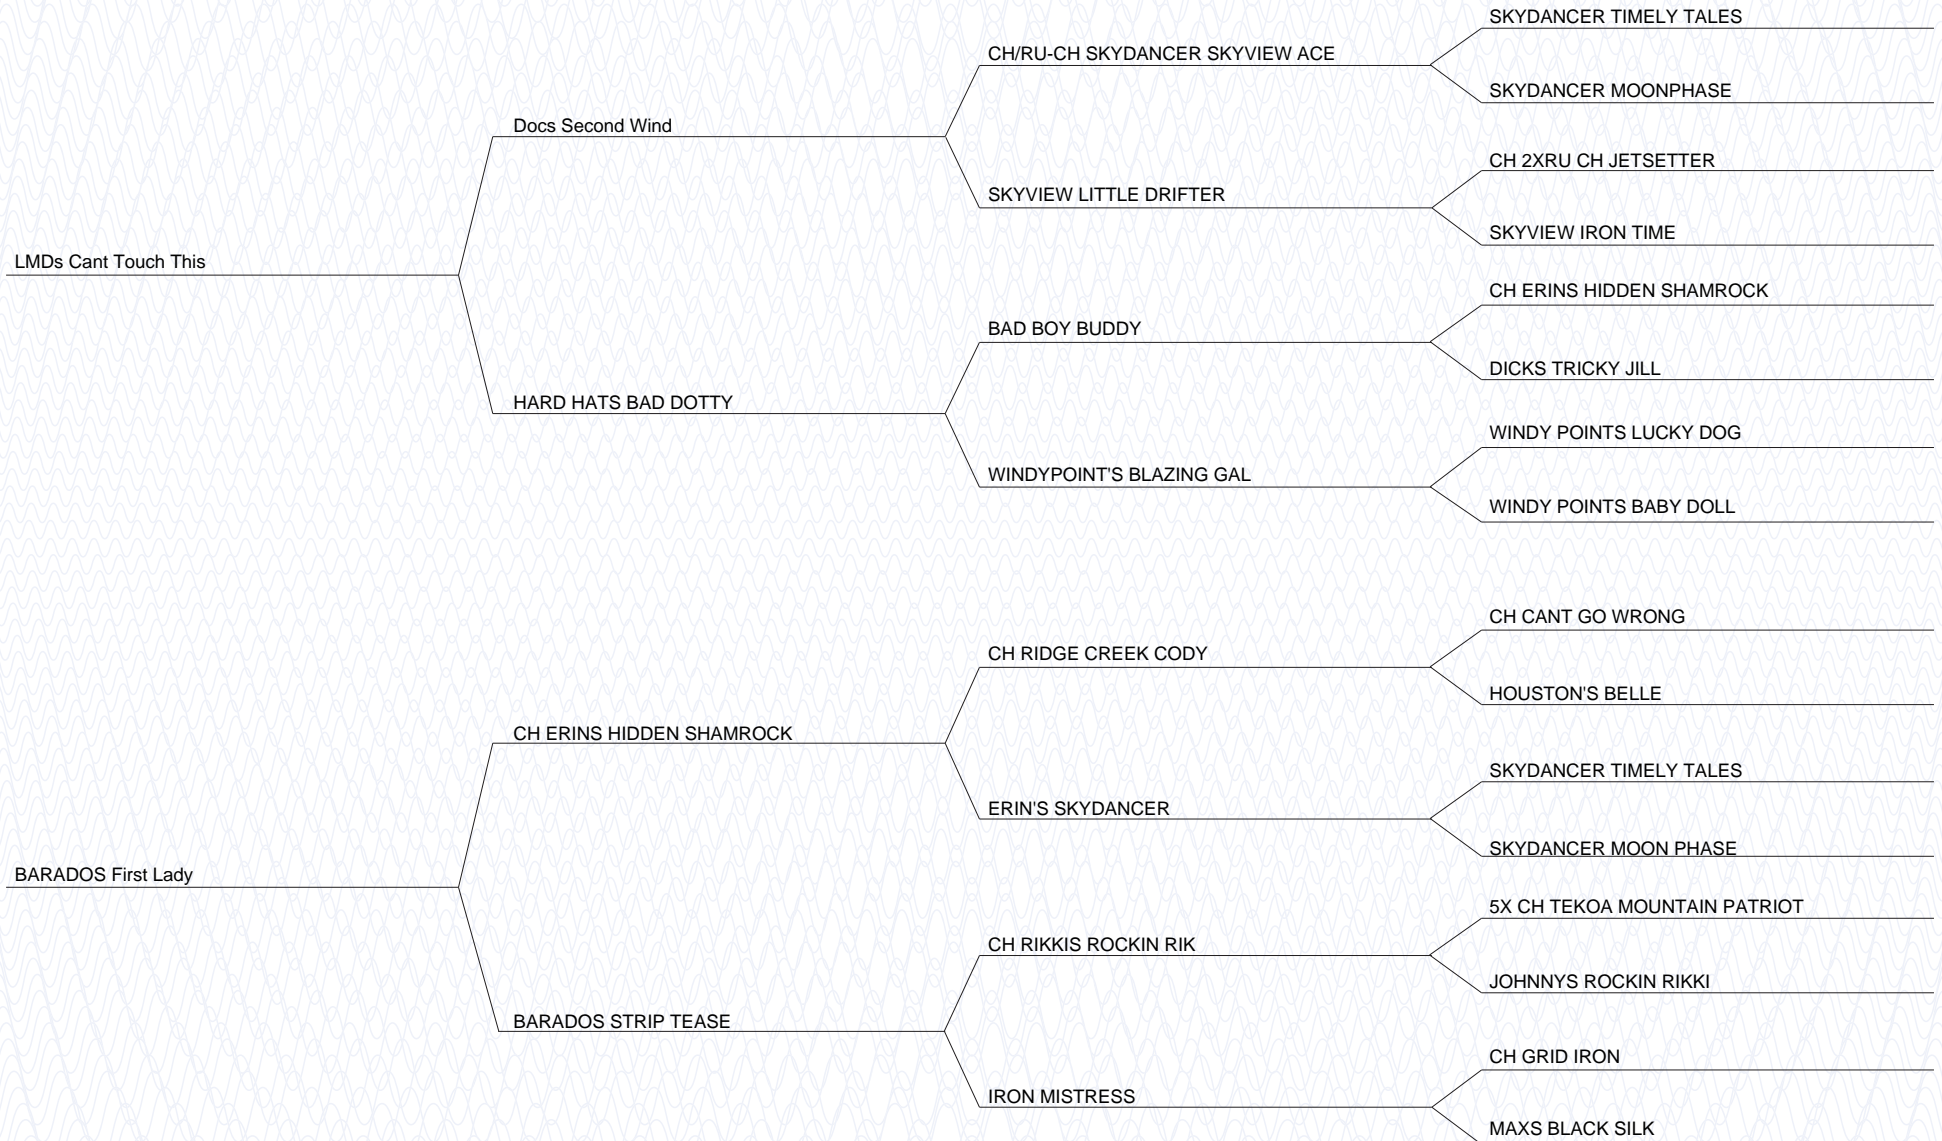 SKYDANCER TIMELY TALES
CH/RU-CH SKYDANCER SKYVIEW ACE
SKYDANCER MOONPHASE
Docs Second Wind
CH 2XRU CH JETSETTER
SKYVIEW LITTLE DRIFTER
SKYVIEW IRON TIME
LMDs Cant Touch This
CH ERINS HIDDEN SHAMROCK
BAD BOY BUDDY
DICKS TRICKY JILL
HARD HATS BAD DOTTY
WINDY POINTS LUCKY DOG
WINDYPOINT'S BLAZING GAL
WINDY POINTS BABY DOLL
CH CANT GO WRONG
CH RIDGE CREEK CODY
HOUSTON'S BELLE
CH ERINS HIDDEN SHAMROCK
SKYDANCER TIMELY TALES
ERIN'S SKYDANCER
SKYDANCER MOON PHASE
BARADOS First Lady
5X CH TEKOA MOUNTAIN PATRIOT
CH RIKKIS ROCKIN RIK
JOHNNYS ROCKIN RIKKI
BARADOS STRIP TEASE
CH GRID IRON
IRON MISTRESS
MAXS BLACK SILK